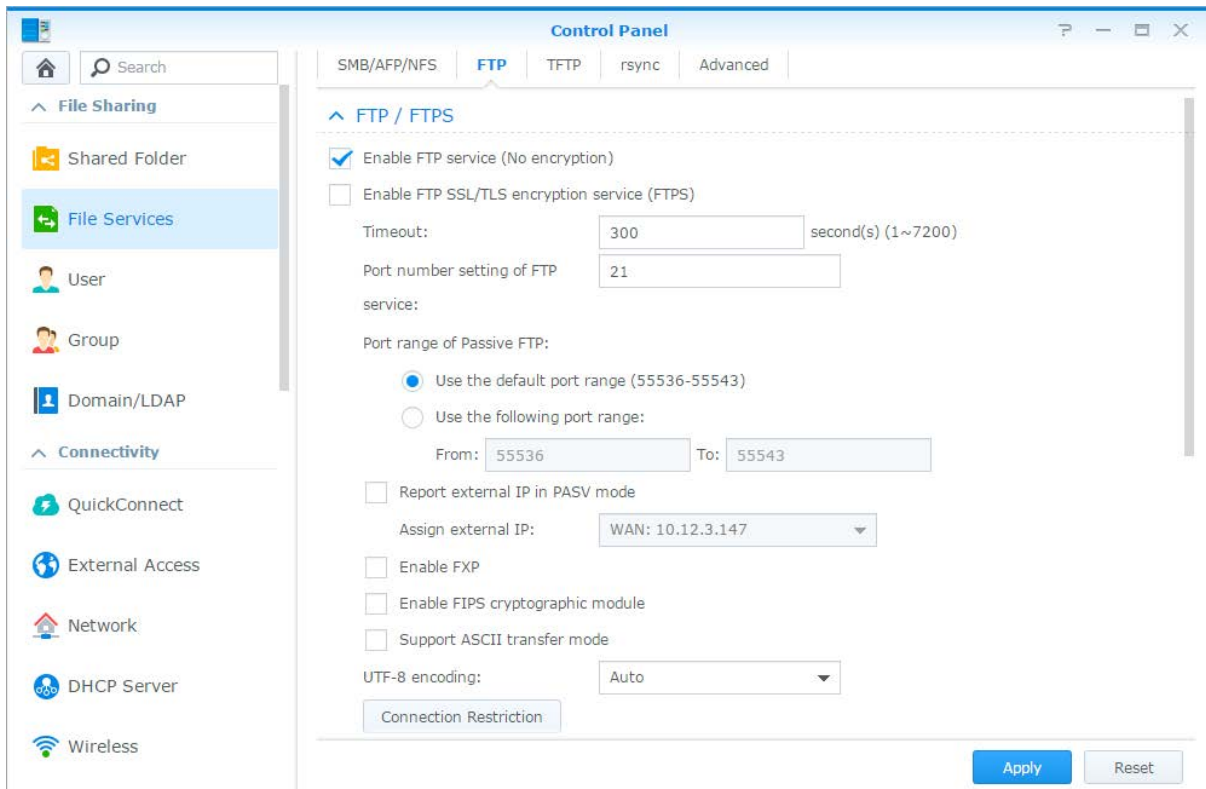 Control Panel
Search
File Sharing
Shared Folder
File Services
User
Group
Domain/LDAP
Connectivity
QuickConnect
External Access
Network
DHCP Server
Wireless
SMB/AFP/NFS FTP TFTP rsync Advanced
FTP / FTPS
Enable FTP service (No encryption)
Enable FTP SSL/TLS encryption service (FTPS)
Timeout: 300 second(s) (1~7200)
Port number setting of FTP 21
service:
Port range of Passive FTP:
Use the default port range (55536-55543)
Use the following port range:
From: 55536 To: 55543
Report external IP in PASV mode
Assign external IP: WAN: 10.12.3.147
Enable FXP
Enable FIPS cryptographic module
Support ASCII transfer mode
UTF-8 encoding: Auto
Connection Restriction
Apply Reset